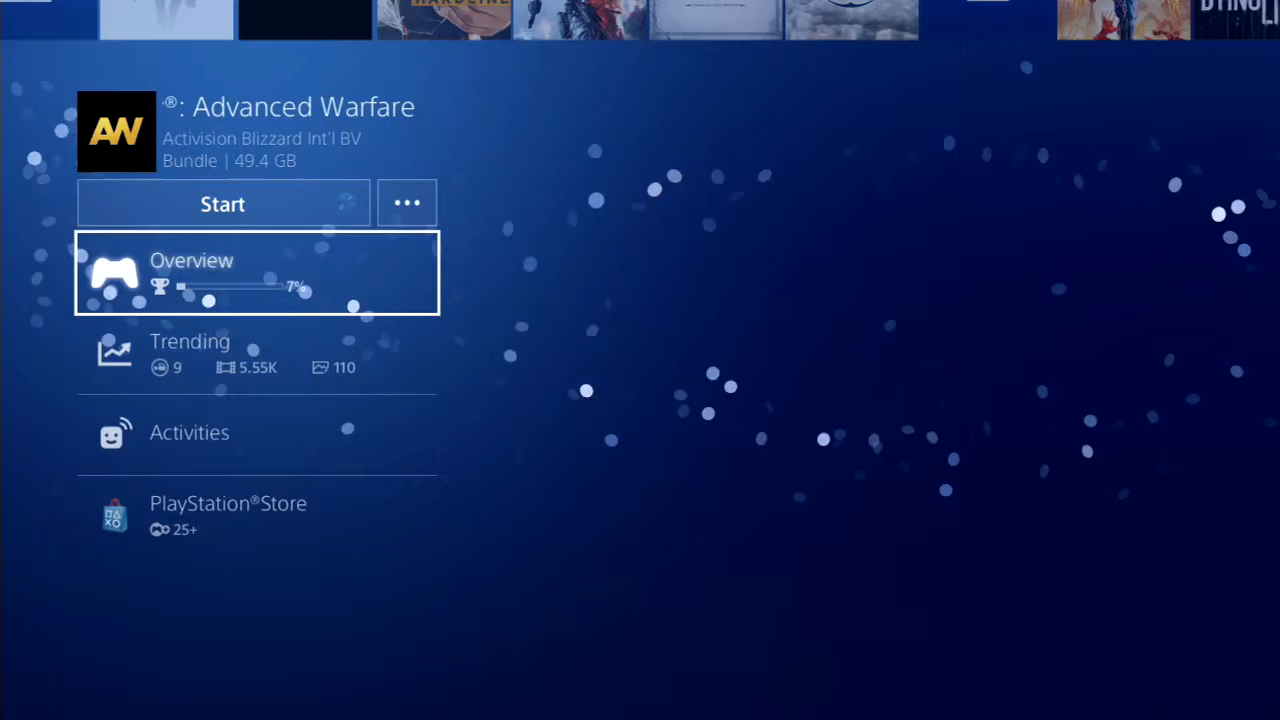 HARDLINE
AW
®: Advanced Warfare
Activision Blizzard Int'l BV
Bundle | 49.4 GB
Start
•••
Overview
7%
Trending
9 5.55K 110
Activities
PlayStation®Store
25+